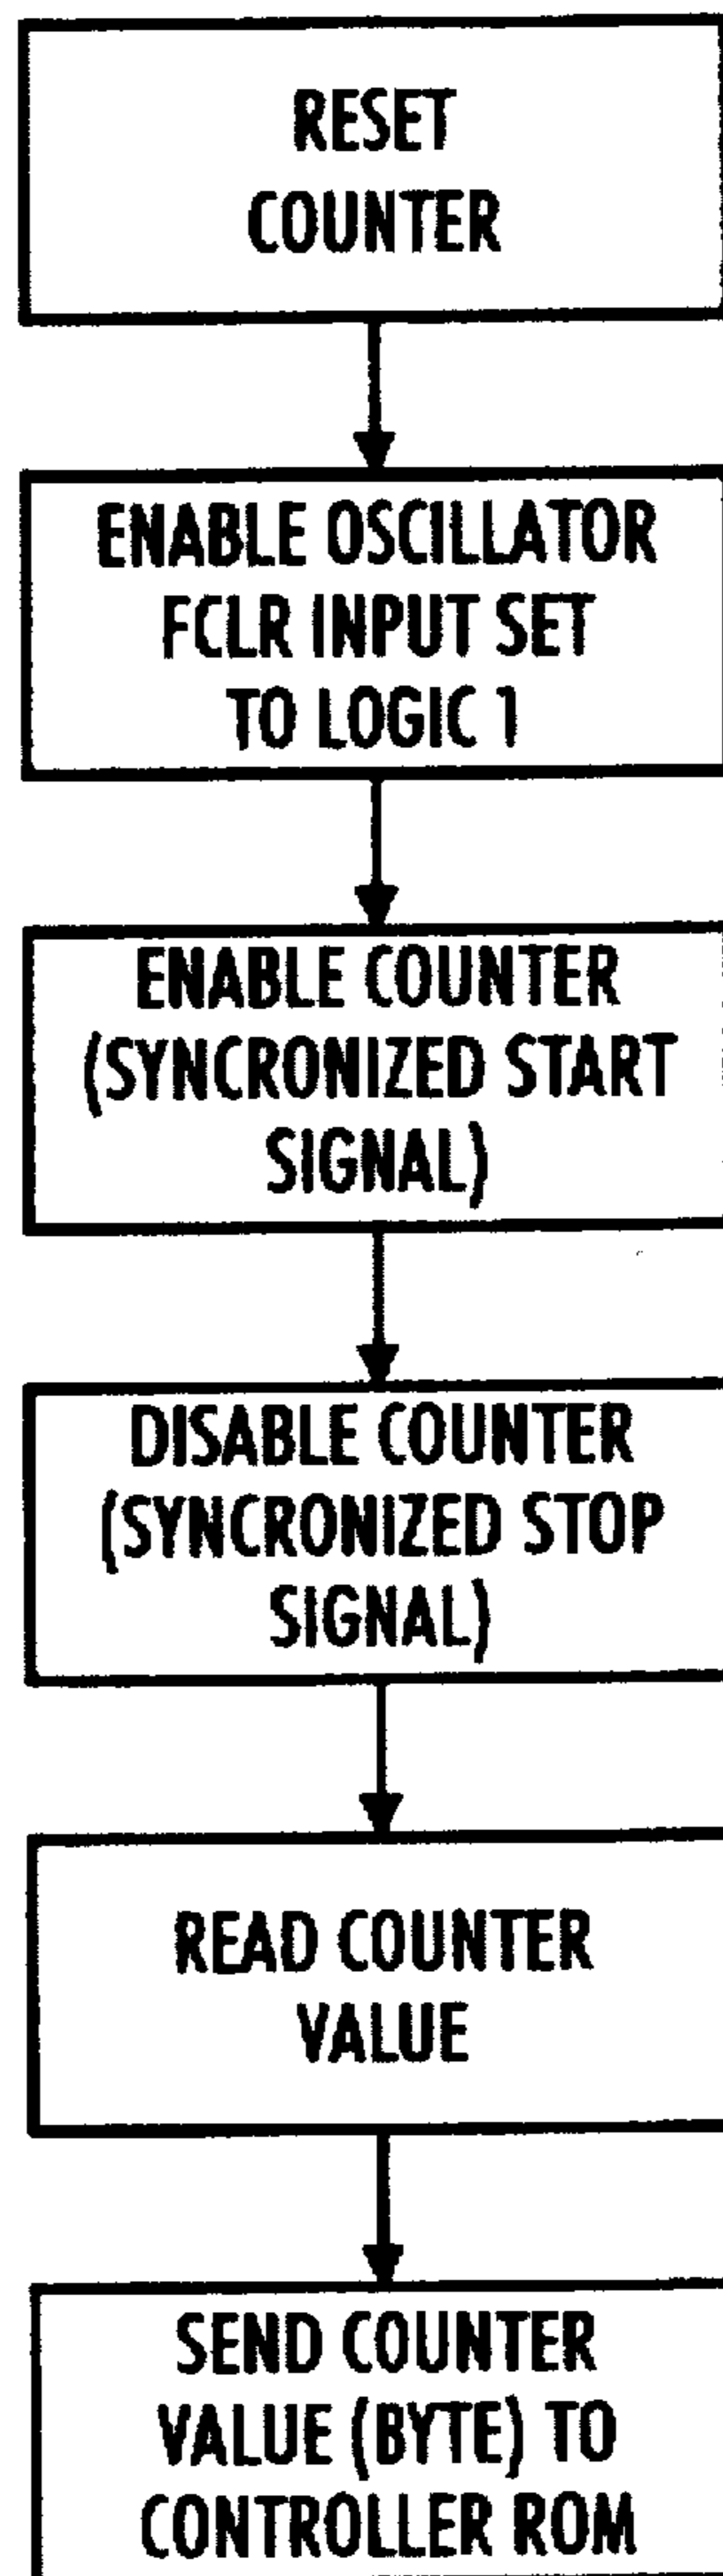 RESET
COUNTER
ENABLE OSCILLATOR
FCLR INPUT SET
TO LOGIC 1
ENABLE COUNTER
(SYNCRONIZED START
SIGNAL)
DISABLE COUNTER
(SYNCRONIZED STOP
SIGNAL)
READ COUNTER
VALUE
SEND COUNTER
VALUE (BYTE) TO
CONTROLLER ROM